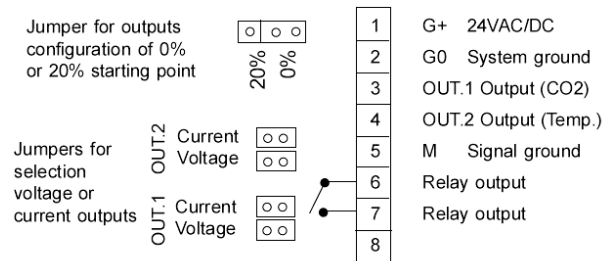 Jumper for outputs
configuration of 0%
or 20% starting point
20%
0%
Jumpers for
selection
voltage or
current outputs
OUT.2
Current
Voltage
OUT.1
Current
Voltage
1 G+ 24VAC/DC
2 G0 System ground
3 OUT.1 Output (CO2)
4 OUT.2 Output (Temp.)
5 M Signal ground
6 Relay output
7 Relay output
8